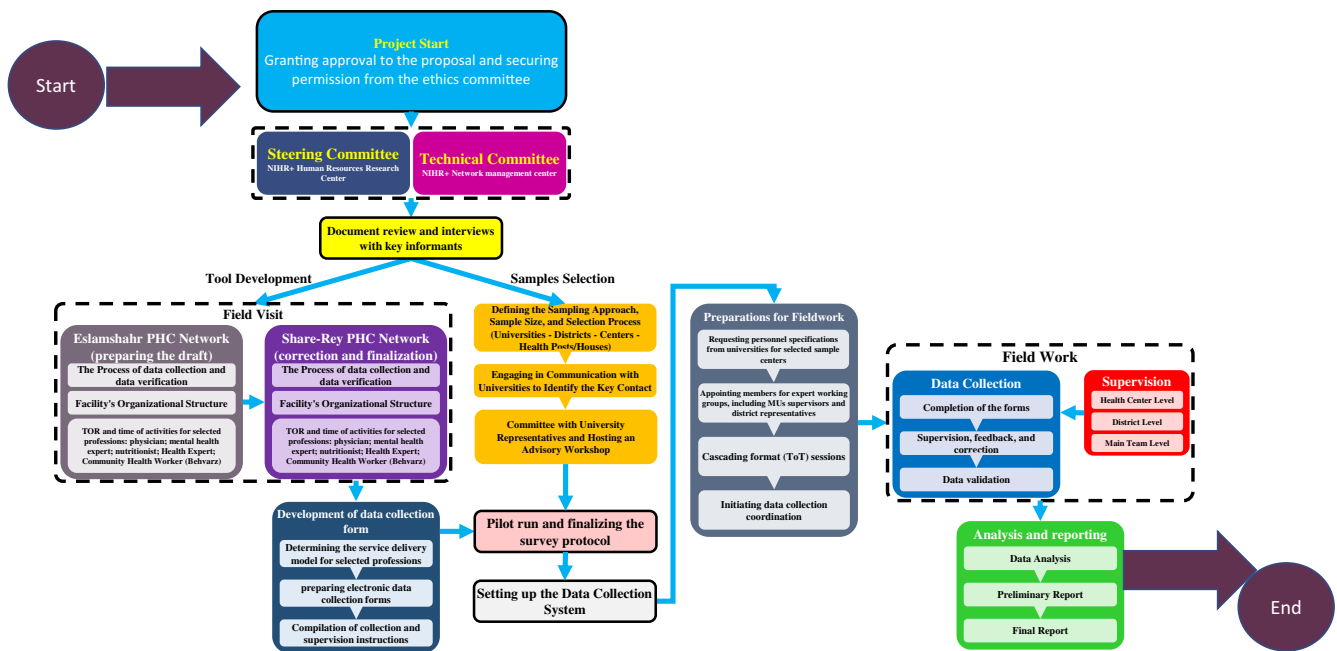 Start
Project Start
Granting approval to the proposal and securing
permission from the ethics committee
Steering Committee
NIHR+ Human Resources Research
Center
Technical Committee
NIHR+ Network management center
Document review and interviews
with key informants
Tool Development
Samples Selection
Field Visit
Eslamshahr PHC Network
(preparing the draft)
The Process of data collection and
data verification
Facility's Organizational Structure
TOR and time of activities for selected
professions: physician; mental health
expert; nutritionist; Health Expert;
Community Health Worker (Behvarz)
Share-Rey PHC Network
(correction and finalization)
The Process of data collection and
data verification
Facility's Organizational Structure
TOR and time of activities for selected
professions: physician; mental health
expert; nutritionist; Health Expert;
Community Health Worker (Behvarz)
Development of data collection
form
Determining the service delivery
model for selected professions
preparing electronic data
collection forms
Compilation of collection and
supervision instructions
Defining the Sampling Approach,
Sample Size, and Selection Process
(Universities - Districts - Centers -
Health Posts/Houses)
Engaging in Communication with
Universities to Identify the Key Contact
Committee with University
Representatives and Hosting an
Advisory Workshop
Pilot run and finalizing the
survey protocol
Setting up the Data Collection
System
Preparations for Fieldwork
Requesting personnel specifications
from universities for selected sample
centers
Appointing members for expert working
groups, including MUs supervisors and
district representatives
Cascading format (ToT) sessions
Initiating data collection
coordination
Field Work
Data Collection
Completion of the forms
Supervision, feedback, and
correction
Data validation
Supervision
Health Center Level
District Level
Main Team Level
Analysis and reporting
Data Analysis
Preliminary Report
Final Report
End